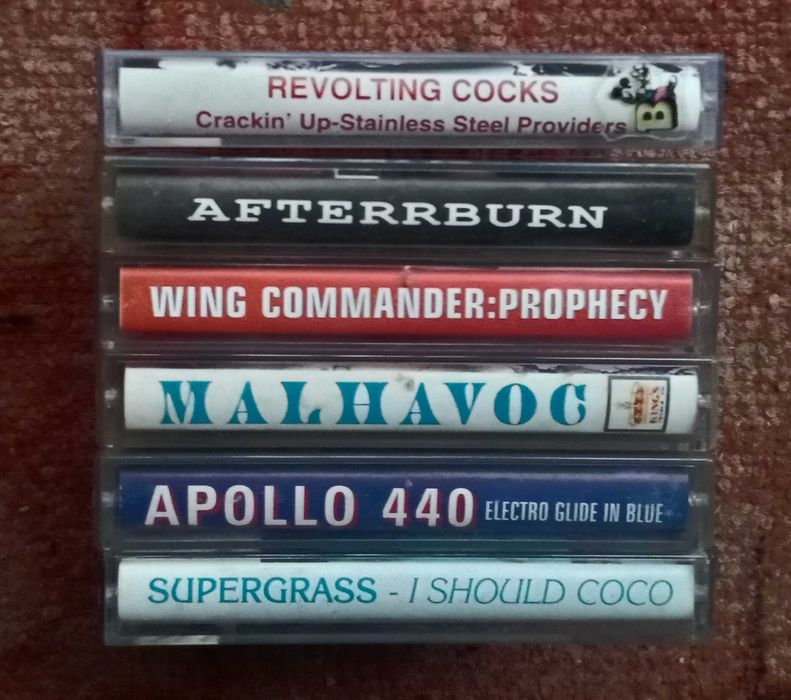 REVOLTING COCKS
Crackin' Up-Stainless Steel Providers
B
AFTERRBURN
WING COMMANDER:PROPHECY
MALHAVOC
KING'S
APOLLO 440 ELECTRO GLIDE IN BLUE
SUPERGRASS - I SHOULD COCO